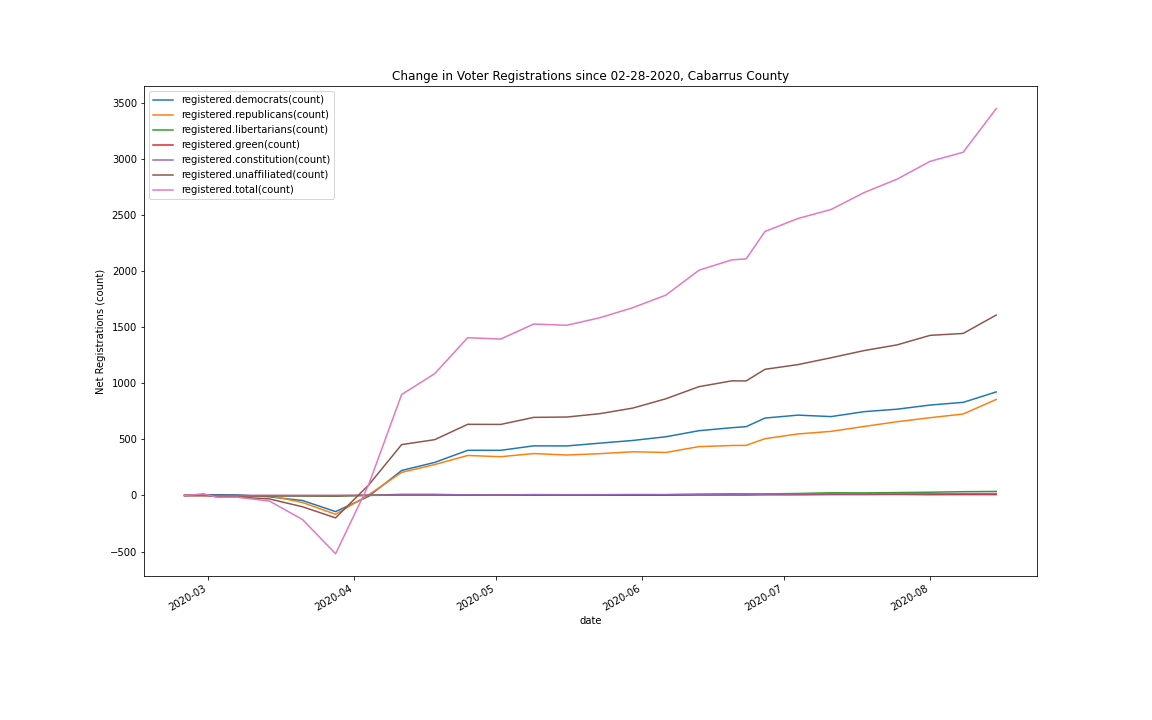 Change in Voter Registrations since 02-28-2020, Cabarrus County
registered.democrats(count)
registered.republicans(count)
registered.libertarians(count)
registered.green(count)
registered.constitution(count)
registered.unaffiliated(count)
registered.total(count)
Net Registrations (count)
3500
3000
2500
2000
1500
1000
500
0
−500
2020-03
2020-04
2020-05
2020-06
2020-07
2020-08
date